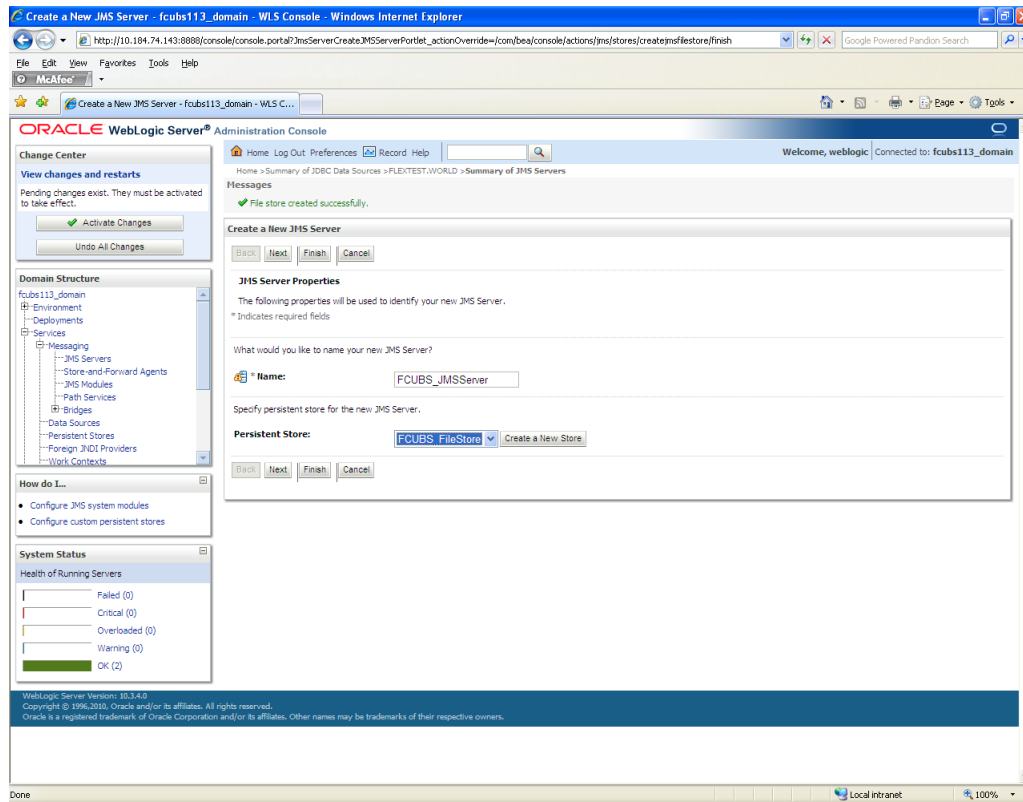 Create a New JMS Server - fcubs113_domain - WLS Console - Windows Internet Explorer
http://10.184.74.143:8888/console/console.portal?JmsServerCreateJMSServerPortlet_actionOverride=/com/bea/console/actions/jms/stores/createjmsfilestore/finish
Google Powered Pandion Search
File Edit View Favorites Tools Help
McAfee
Create a New JMS Server - fcubs113_domain - WLS C...
Page Tools
ORACLE WebLogic Server® Administration Console
Change Center
View changes and restarts
Pending changes exist. They must be activated
to take effect.
Activate Changes
Undo All Changes
Domain Structure
fcubs113_domain
Environment
Deployments
Services
Messaging
JMS Servers
Store-and-Forward Agents
JMS Modules
Path Services
Bridges
Data Sources
Persistent Stores
Foreign JNDI Providers
Work Contexts
How do I...
Configure JMS system modules
Configure custom persistent stores
System Status
Health of Running Servers
Failed (0)
Critical (0)
Overloaded (0)
Warning (0)
OK (2)
Home Log Out Preferences Record Help
Welcome, weblogic Connected to: fcubs113_domain
Home >Summary of JDBC Data Sources >FLEXTEST.WORLD >Summary of JMS Servers
Messages
File store created successfully.
Create a New JMS Server
Back Next Finish Cancel
JMS Server Properties
The following properties will be used to identify your new JMS Server.
* Indicates required fields
What would you like to name your new JMS Server?
* Name: FCUBS_JMSServer
Specify persistent store for the new JMS Server.
Persistent Store: FCUBS_FileStore Create a New Store
Back Next Finish Cancel
WebLogic Server Version: 10.3.4.0
Copyright © 1996,2010, Oracle and/or its affiliates. All rights reserved.
Oracle is a registered trademark of Oracle Corporation and/or its affiliates. Other names may be trademarks of their respective owners.
Done
Local intranet
100%